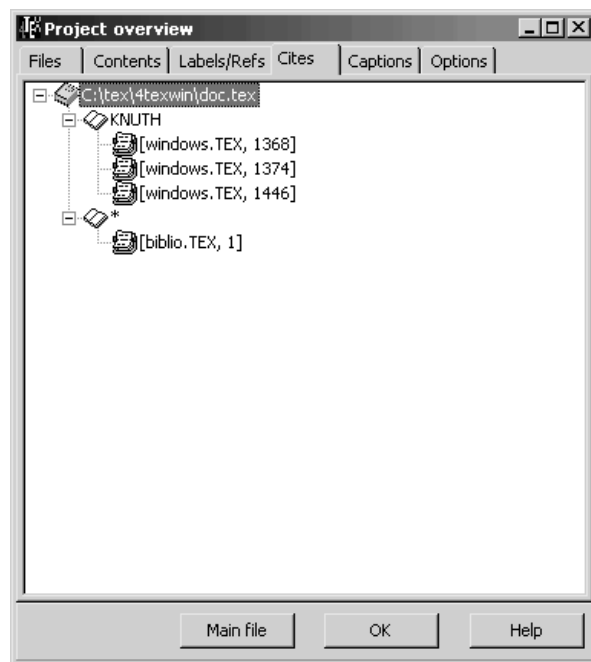 Project overview
Files Contents Labels/Refs Cites Captions Options
C:\tex\4texwin\doc.tex
KNUTH
[windows.TEX, 1368]
[windows.TEX, 1374]
[windows.TEX, 1446]
*
[biblio.TEX, 1]
Main file OK Help